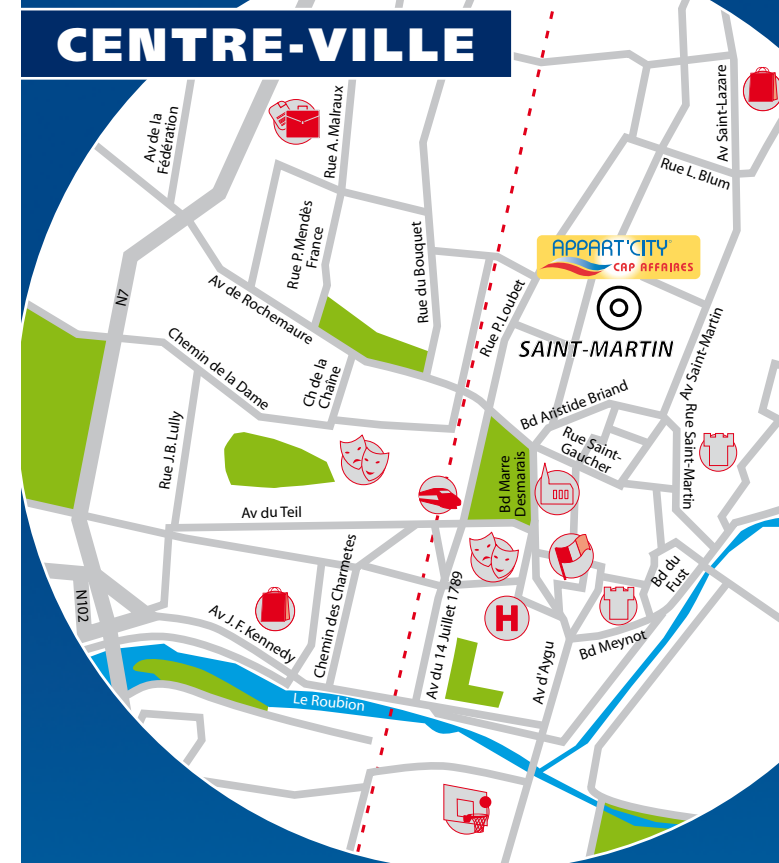 CENTRE-VILLE
Av de la
Fédération
Rue A. Malraux
Av Saint-Lazare
Rue L. Blum
Rue P. Mendès
France
Rue du Bouquet
APPART'CITY
CAP AFFAIRES
N7
Av de Rochemaure
Rue P. Loubet
SAINT-MARTIN
Av Saint-Martin
Chemin de la Dame
Ch de la
Chaîne
Bd Aristide Briand
Rue Saint-
Gaucher
Av Rue Saint-Martin
Rue J.B. Lully
Bd Marre
Desmarais
Av du Teil
Chemin des Charmetes
Av du 14 Juillet 1789
Bd du
Fust
N102
Av J.F. Kennedy
H
Bd Meynot
Av d'Aygu
Le Roubion